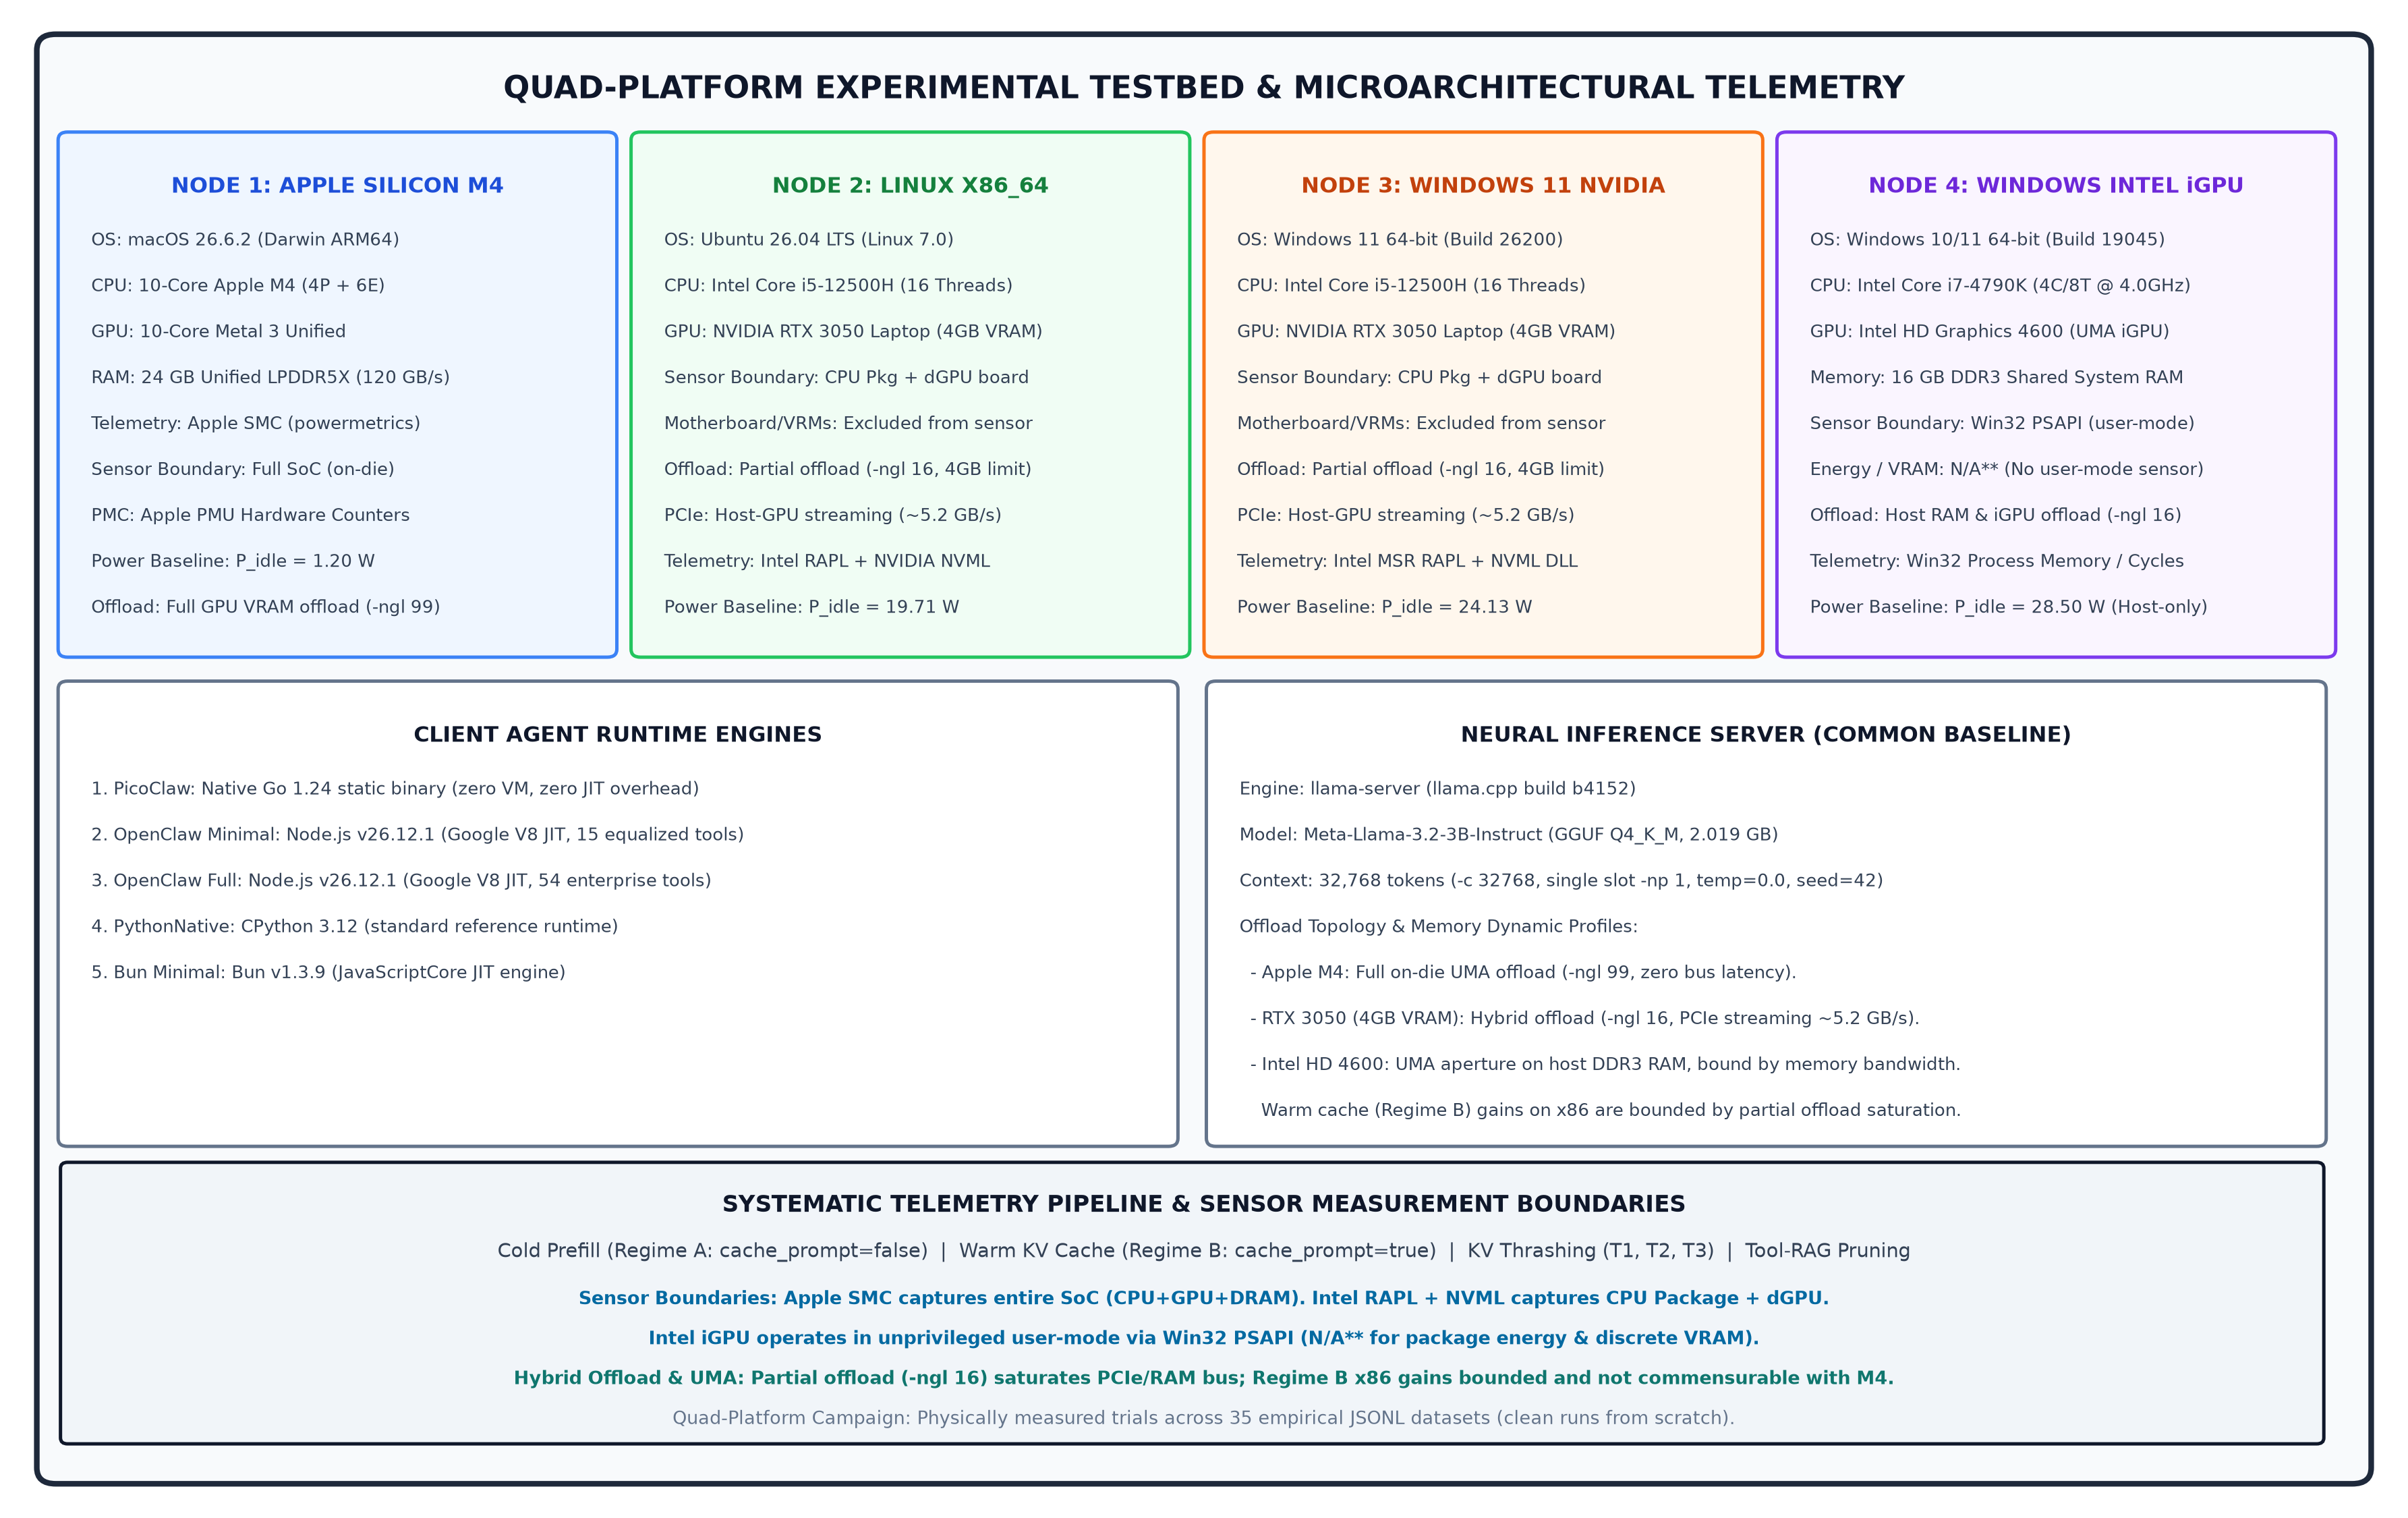 QUAD-PLATFORM EXPERIMENTAL TESTBED & MICROARCHITECTURAL TELEMETRY
NODE 1: APPLE SILICON M4
OS: macOS 26.6.2 (Darwin ARM64)
CPU: 10-Core Apple M4 (4P + 6E)
GPU: 10-Core Metal 3 Unified
RAM: 24 GB Unified LPDDR5X (120 GB/s)
Telemetry: Apple SMC (powermetrics)
Sensor Boundary: Full SoC (on-die)
PMC: Apple PMU Hardware Counters
Power Baseline: P_idle = 1.20 W
Offload: Full GPU VRAM offload (-ngl 99)
NODE 2: LINUX X86_64
OS: Ubuntu 26.04 LTS (Linux 7.0)
CPU: Intel Core i5-12500H (16 Threads)
GPU: NVIDIA RTX 3050 Laptop (4GB VRAM)
Sensor Boundary: CPU Pkg + dGPU board
Motherboard/VRMs: Excluded from sensor
Offload: Partial offload (-ngl 16, 4GB limit)
PCIe: Host-GPU streaming (~5.2 GB/s)
Telemetry: Intel RAPL + NVIDIA NVML
Power Baseline: P_idle = 19.71 W
NODE 3: WINDOWS 11 NVIDIA
OS: Windows 11 64-bit (Build 26200)
CPU: Intel Core i5-12500H (16 Threads)
GPU: NVIDIA RTX 3050 Laptop (4GB VRAM)
Sensor Boundary: CPU Pkg + dGPU board
Motherboard/VRMs: Excluded from sensor
Offload: Partial offload (-ngl 16, 4GB limit)
PCIe: Host-GPU streaming (~5.2 GB/s)
Telemetry: Intel MSR RAPL + NVML DLL
Power Baseline: P_idle = 24.13 W
NODE 4: WINDOWS INTEL iGPU
OS: Windows 10/11 64-bit (Build 19045)
CPU: Intel Core i7-4790K (4C/8T @ 4.0GHz)
GPU: Intel HD Graphics 4600 (UMA iGPU)
Memory: 16 GB DDR3 Shared System RAM
Sensor Boundary: Win32 PSAPI (user-mode)
Energy / VRAM: N/A** (No user-mode sensor)
Offload: Host RAM & iGPU offload (-ngl 16)
Telemetry: Win32 Process Memory / Cycles
Power Baseline: P_idle = 28.50 W (Host-only)
CLIENT AGENT RUNTIME ENGINES
1. PicoClaw: Native Go 1.24 static binary (zero VM, zero JIT overhead)
2. OpenClaw Minimal: Node.js v26.12.1 (Google V8 JIT, 15 equalized tools)
3. OpenClaw Full: Node.js v26.12.1 (Google V8 JIT, 54 enterprise tools)
4. PythonNative: CPython 3.12 (standard reference runtime)
5. Bun Minimal: Bun v1.3.9 (JavaScriptCore JIT engine)
NEURAL INFERENCE SERVER (COMMON BASELINE)
Engine: llama-server (llama.cpp build b4152)
Model: Meta-Llama-3.2-3B-Instruct (GGUF Q4_K_M, 2.019 GB)
Context: 32,768 tokens (-c 32768, single slot -np 1, temp=0.0, seed=42)
Offload Topology & Memory Dynamic Profiles:
- Apple M4: Full on-die UMA offload (-ngl 99, zero bus latency).
- RTX 3050 (4GB VRAM): Hybrid offload (-ngl 16, PCIe streaming ~5.2 GB/s).
- Intel HD 4600: UMA aperture on host DDR3 RAM, bound by memory bandwidth.
Warm cache (Regime B) gains on x86 are bounded by partial offload saturation.
SYSTEMATIC TELEMETRY PIPELINE & SENSOR MEASUREMENT BOUNDARIES
Cold Prefill (Regime A: cache_prompt=false) | Warm KV Cache (Regime B: cache_prompt=true) | KV Thrashing (T1, T2, T3) | Tool-RAG Pruning
Sensor Boundaries: Apple SMC captures entire SoC (CPU+GPU+DRAM). Intel RAPL + NVML captures CPU Package + dGPU.
Intel iGPU operates in unprivileged user-mode via Win32 PSAPI (N/A** for package energy & discrete VRAM).
Hybrid Offload & UMA: Partial offload (-ngl 16) saturates PCIe/RAM bus; Regime B x86 gains bounded and not commensurable with M4.
Quad-Platform Campaign: Physically measured trials across 35 empirical JSONL datasets (clean runs from scratch).